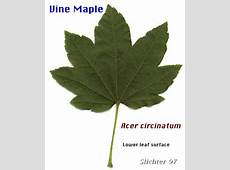 Vine Maple
Acer circinatum
Lower leaf surface
Slichter 97